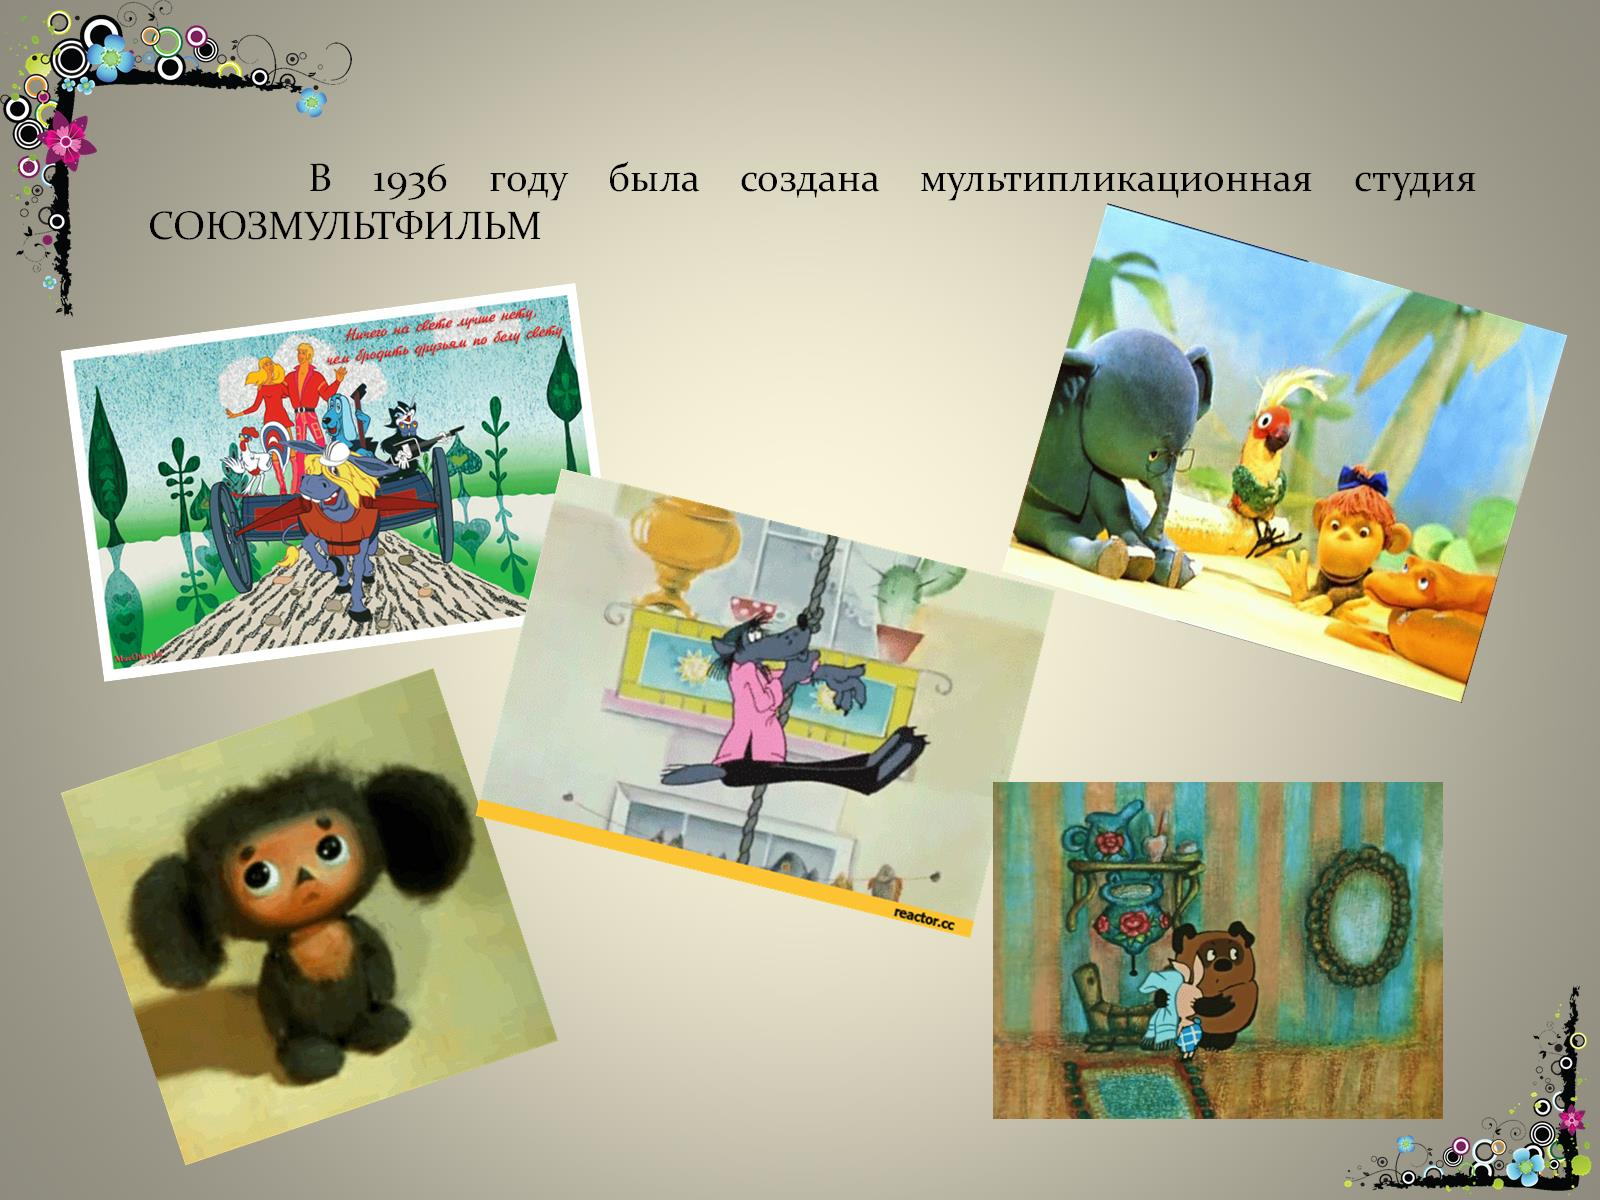 В 1936 году была создана мультипликационная студия
СОЮЗМУЛЬТФИЛЬМ
Ничего на свете лучше нету,
чем бродить друзьям по белу свету
reactor.cc